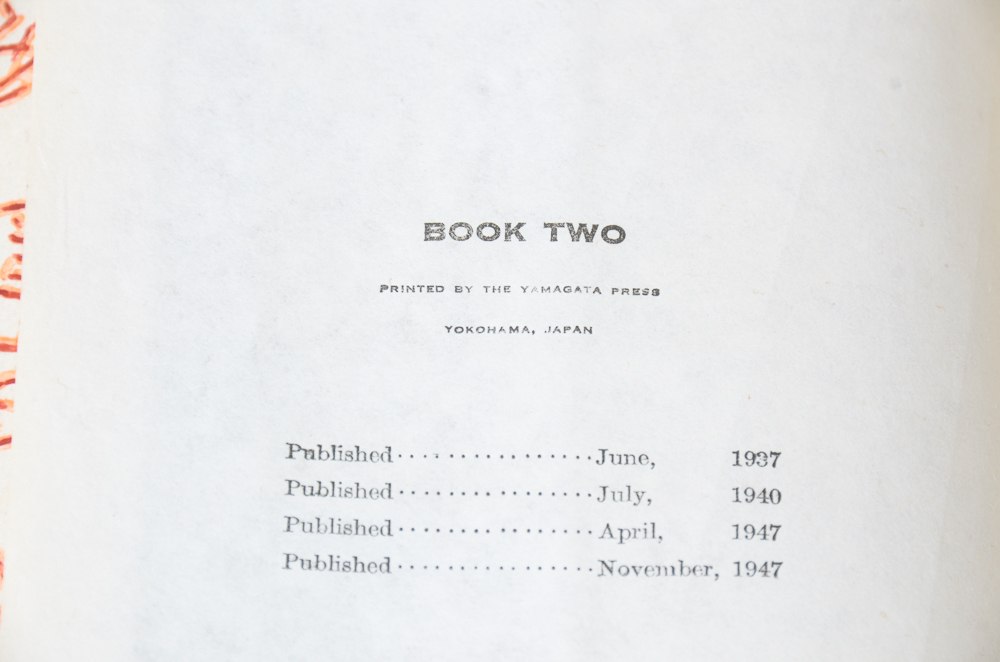 BOOK TWO
PRINTED BY THE YAMAGATA PRESS
YOKOHAMA, JAPAN
Published················June, 1937
Published················July, 1940
Published················April, 1947
Published················November, 1947